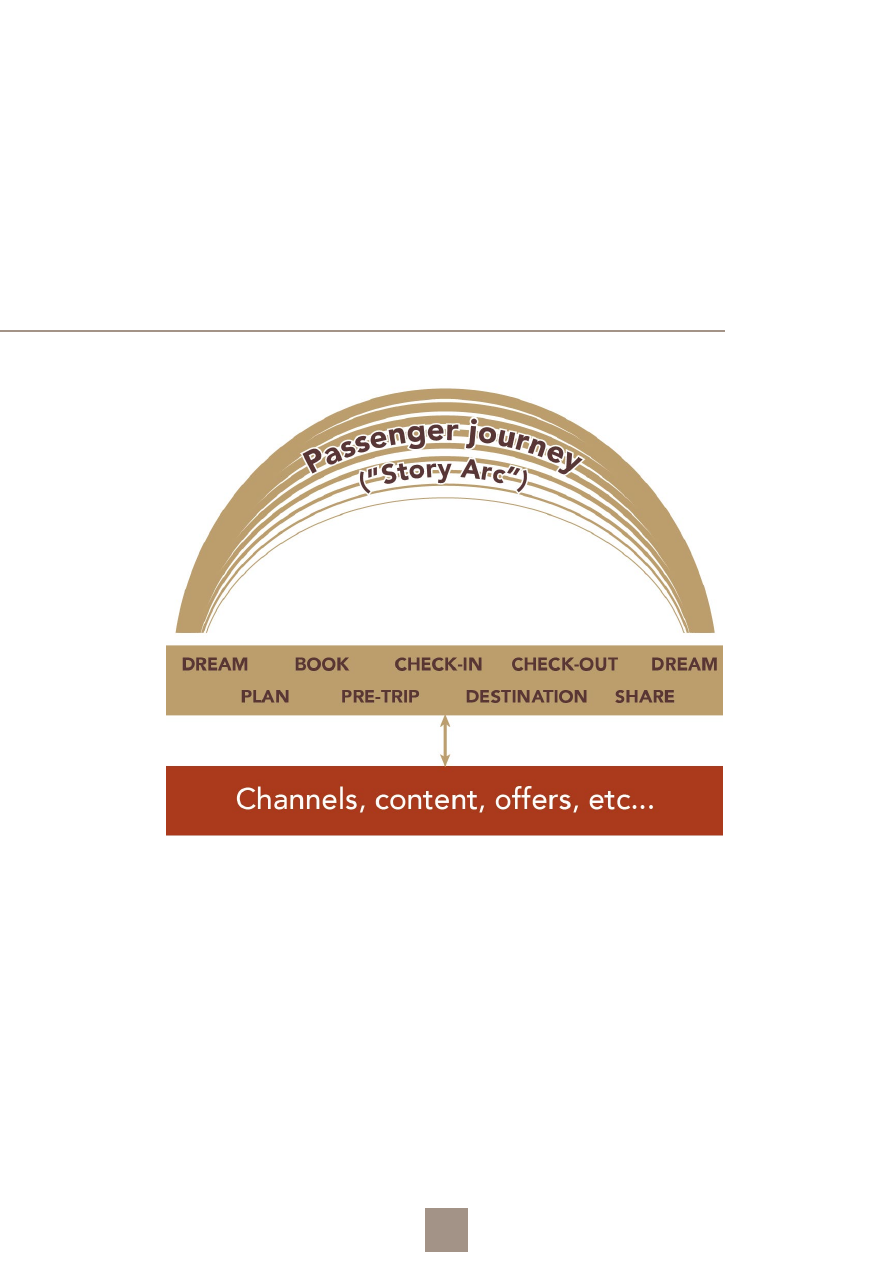 Passenger journey
("Story Arc")
DREAM BOOK CHECK-IN CHECK-OUT DREAM
PLAN PRE-TRIP DESTINATION SHARE
Channels, content, offers, etc...